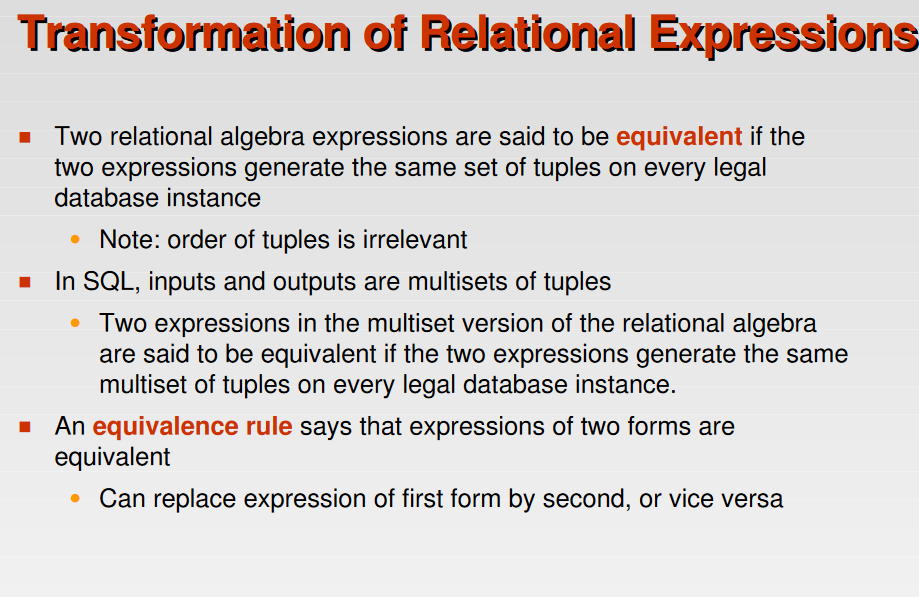 Transformation of Relational Expressions
Two relational algebra expressions are said to be equivalent if the
two expressions generate the same set of tuples on every legal
database instance
Note: order of tuples is irrelevant
In SQL, inputs and outputs are multisets of tuples
Two expressions in the multiset version of the relational algebra
are said to be equivalent if the two expressions generate the same
multiset of tuples on every legal database instance.
An equivalence rule says that expressions of two forms are
equivalent
Can replace expression of first form by second, or vice versa